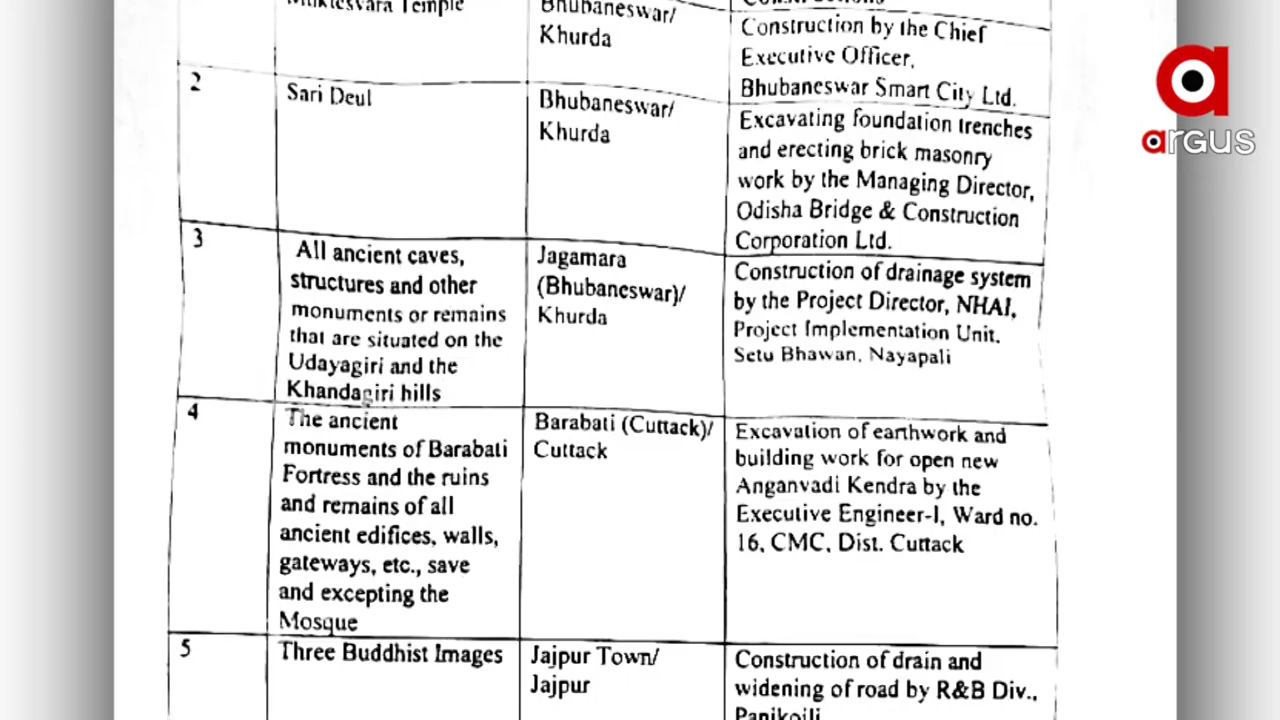 Muktesvara Temple
Bhubaneswar/
Khurda
Constructions
Construction by the Chief
Executive Officer,
Bhubaneswar Smart City Ltd.
2
Sari Deul
Bhubaneswar/
Khurda
Excavating foundation trenches
and erecting brick masonry
work by the Managing Director,
Odisha Bridge & Construction
Corporation Ltd.
3
All ancient caves,
structures and other
monuments or remains
that are situated on the
Udayagiri and the
Khandagiri hills
Jagamara
(Bhubaneswar)/
Khurda
Construction of drainage system
by the Project Director, NHAI,
Project Implementation Unit.
Setu Bhawan, Nayapali
4
The ancient
monuments of Barabati
Fortress and the ruins
and remains of all
ancient edifices, walls,
gateways, etc., save
and excepting the
Mosque
Barabati (Cuttack)/
Cuttack
Excavation of earthwork and
building work for open new
Anganvadi Kendra by the
Executive Engineer-I, Ward no.
16, CMC, Dist. Cuttack
5
Three Buddhist Images
Jajpur Town/
Jajpur
Construction of drain and
widening of road by R&B Div.,
Panikoili
a
argus